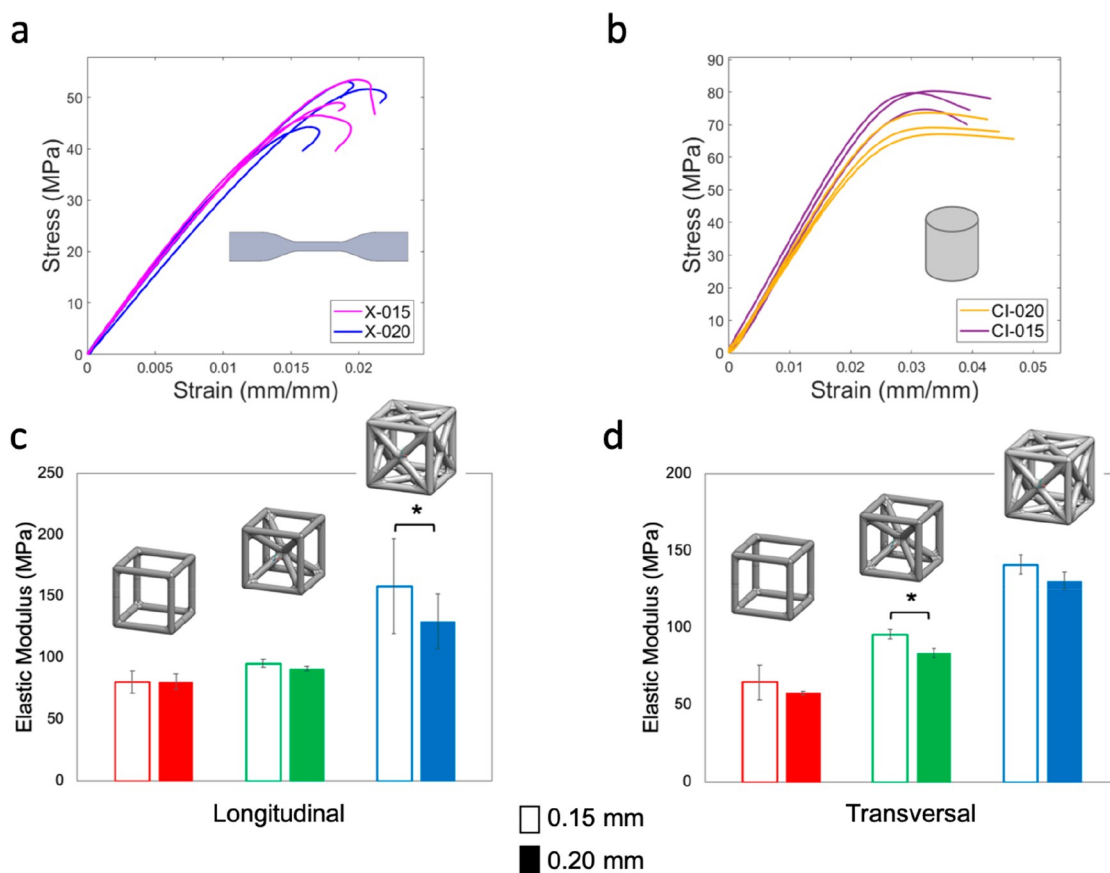 a
Stress (MPa)
50
40
30
20
10
0
0
0.005
0.01
0.015
0.02
Strain (mm/mm)
X-015
X-020
b
Stress (MPa)
90
80
70
60
50
40
30
20
10
0
0
0.01
0.02
0.03
0.04
0.05
Strain (mm/mm)
CI-020
CI-015
c
Elastic Modulus (MPa)
250
200
150
100
50
0
*
Longitudinal
d
Elastic Modulus (MPa)
200
150
100
50
0
*
Transversal
0.15 mm
0.20 mm